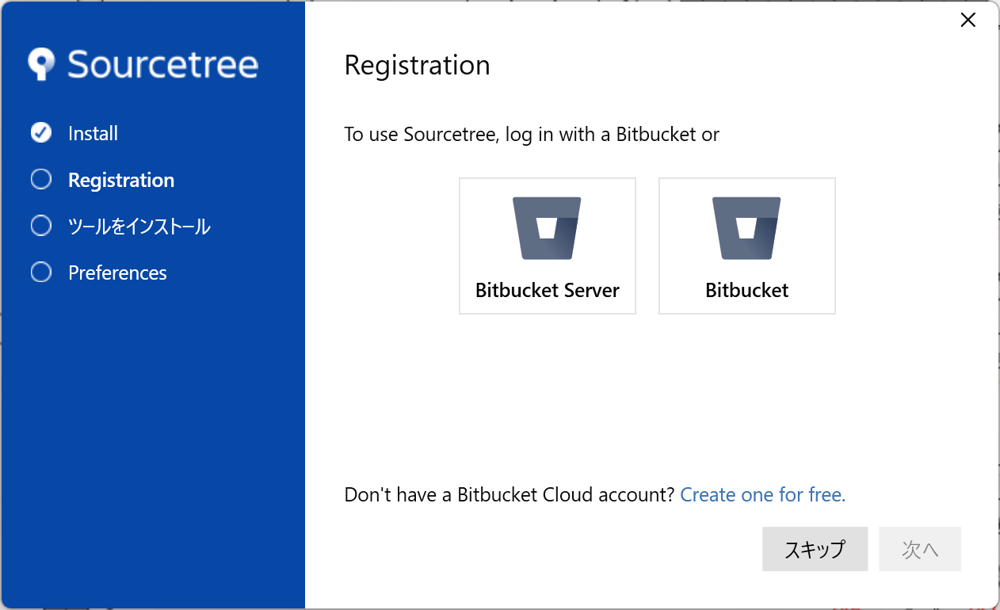 Sourcetree
Install
Registration
ツールをインストール
Preferences
Registration
To use Sourcetree, log in with a Bitbucket or
Bitbucket Server
Bitbucket
Don't have a Bitbucket Cloud account? Create one for free.
スキップ
次へ